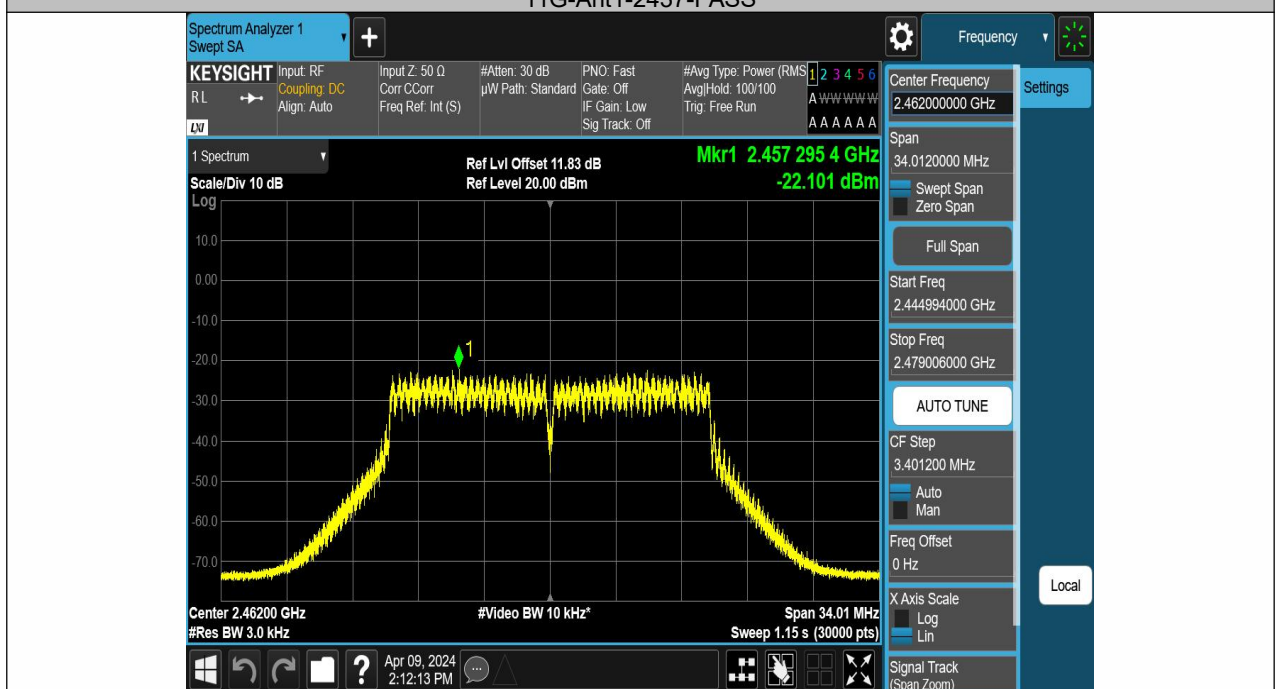 11G-Ant1-2457-PASS
Spectrum Analyzer 1
Swept SA
+
Frequency
KEYSIGHT
RL
LXI
Input: RF
Coupling: DC
Align: Auto
Input Z: 50 Ω
Corr CCorr
Freq Ref: Int (S)
#Atten: 30 dB
µW Path: Standard
PNO: Fast
Gate: Off
IF Gain: Low
Sig Track: Off
#Avg Type: Power (RMS
Avg|Hold: 100/100
Trig: Free Run
1 2 3 4 5 6
A W W W W W
A A A A A A
1 Spectrum
Scale/Div 10 dB
Log
Ref Lvl Offset 11.83 dB
Ref Level 20.00 dBm
Mkr1 2.457 295 4 GHz
-22.101 dBm
10.0
0.00
-10.0
-20.0
-30.0
-40.0
-50.0
-60.0
-70.0
1
Center 2.46200 GHz
#Res BW 3.0 kHz
#Video BW 10 kHz*
Span 34.01 MHz
Sweep 1.15 s (30000 pts)
?
Apr 09, 2024
2:12:13 PM
Center Frequency
2.462000000 GHz
Span
34.0120000 MHz
Swept Span
Zero Span
Full Span
Start Freq
2.444994000 GHz
Stop Freq
2.479006000 GHz
AUTO TUNE
CF Step
3.401200 MHz
Auto
Man
Freq Offset
0 Hz
X Axis Scale
Log
Lin
Signal Track
(Span Zoom)
Settings
Local